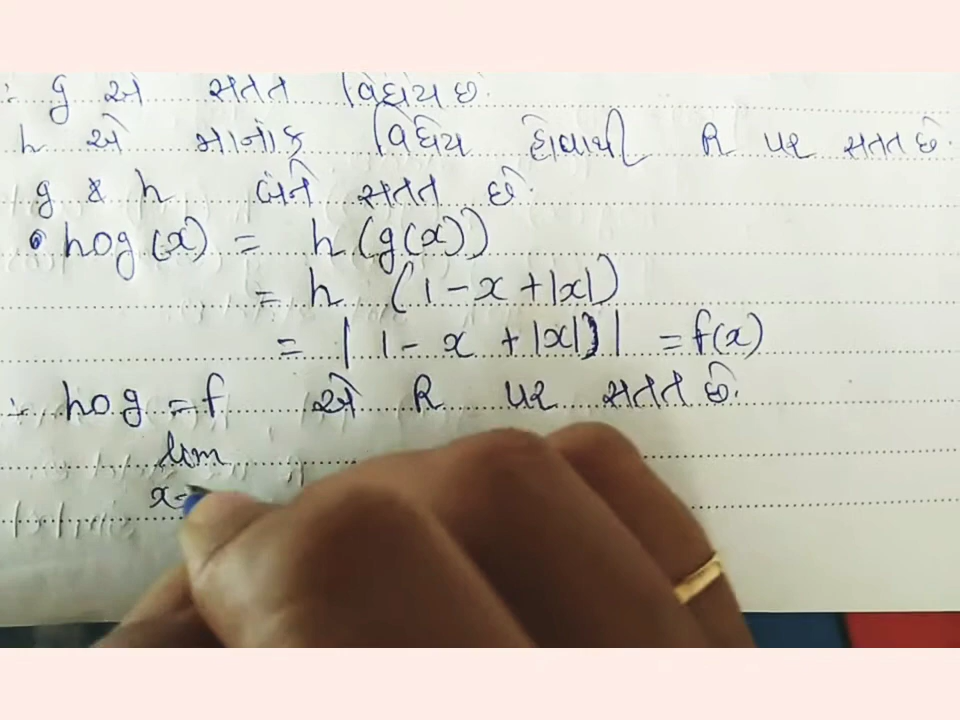 ∴ g એ સતત વિધેય છે.
h એ માનાંક વિધેય હોવાથી R પર સતત છે.
g & h બંને સતત છે.
• hog(x) = h(g(x))
= h (1-x+|x|)
= | 1-x +|x| | = f(x)
∴ hog = f એ R પર સતત છે.
lim
x-